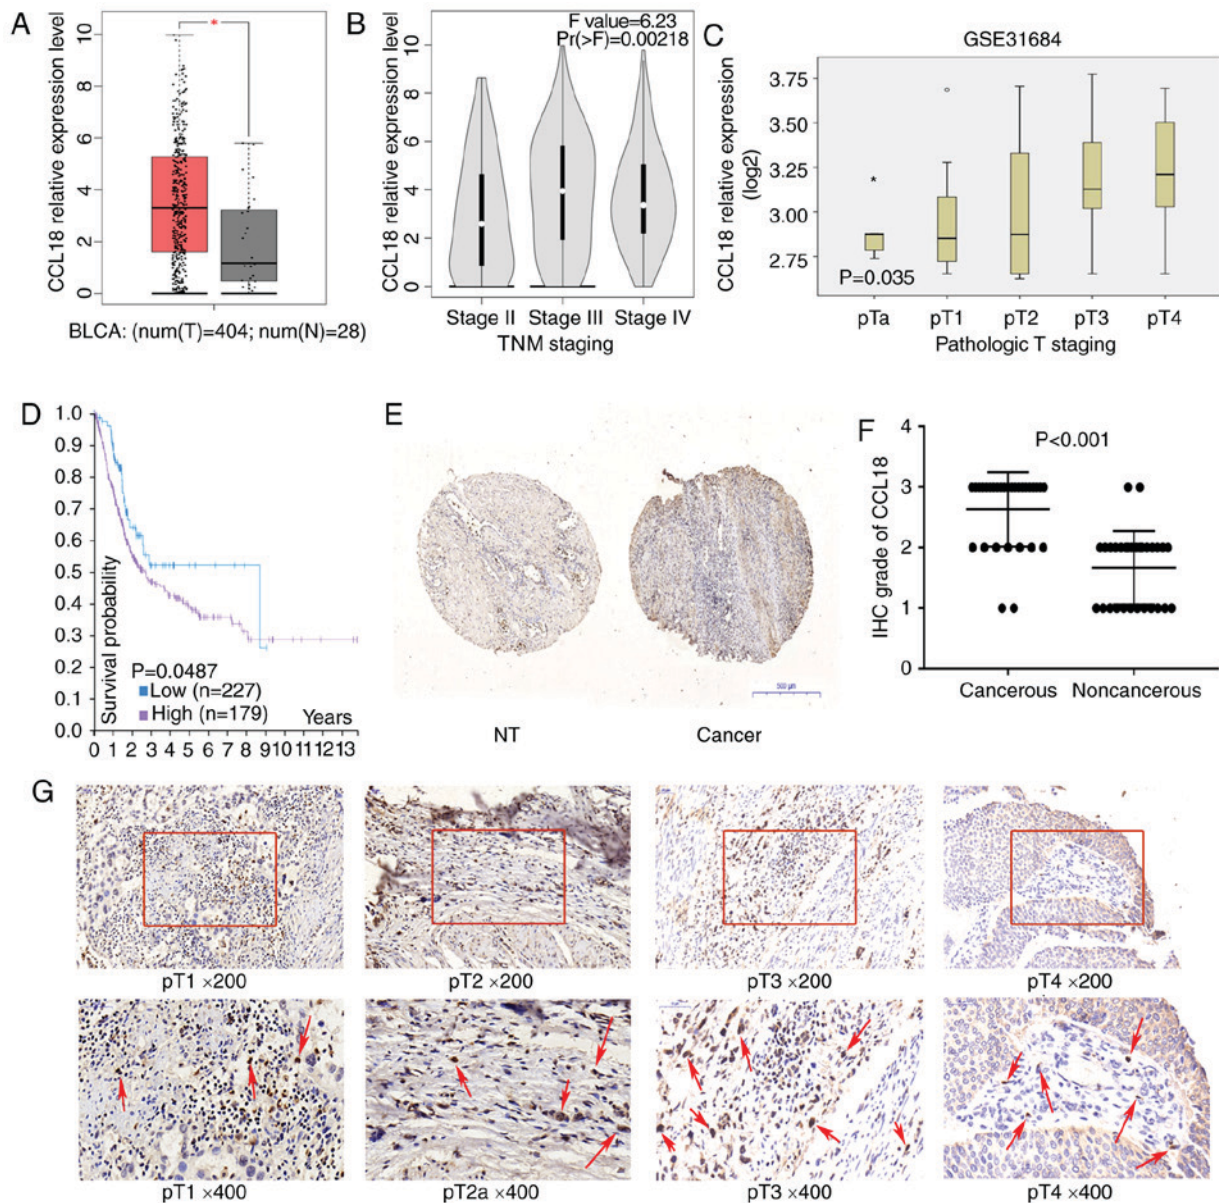 A
CCL18 relative expression level
10
8
6
4
2
0
*
BLCA: (num(T)=404; num(N)=28)
B
CCL18 relative expression level
10
8
6
4
2
0
F value=6.23
Pr(>F)=0.00218
Stage II Stage III Stage IV
TNM staging
C
GSE31684
CCL18 relative expression
(log2)
3.75
3.50
3.25
3.00
2.75
*
P=0.035
pTa pT1 pT2 pT3 pT4
Pathologic T staging
D
Survival probability
1.0
0.9
0.8
0.7
0.6
0.5
0.4
0.3
0.2
0.1
0.0
P=0.0487
Low (n=227)
High (n=179)
Years
0 1 2 3 4 5 6 7 8 9 10 11 12 13
E
500 µm
NT Cancer
F
IHC grade of CCL18
4
3
2
1
0
P<0.001
Cancerous Noncancerous
G
pT1 ×200 pT2 ×200 pT3 ×200 pT4 ×200
pT1 ×400 pT2a ×400 pT3 ×400 pT4 ×400